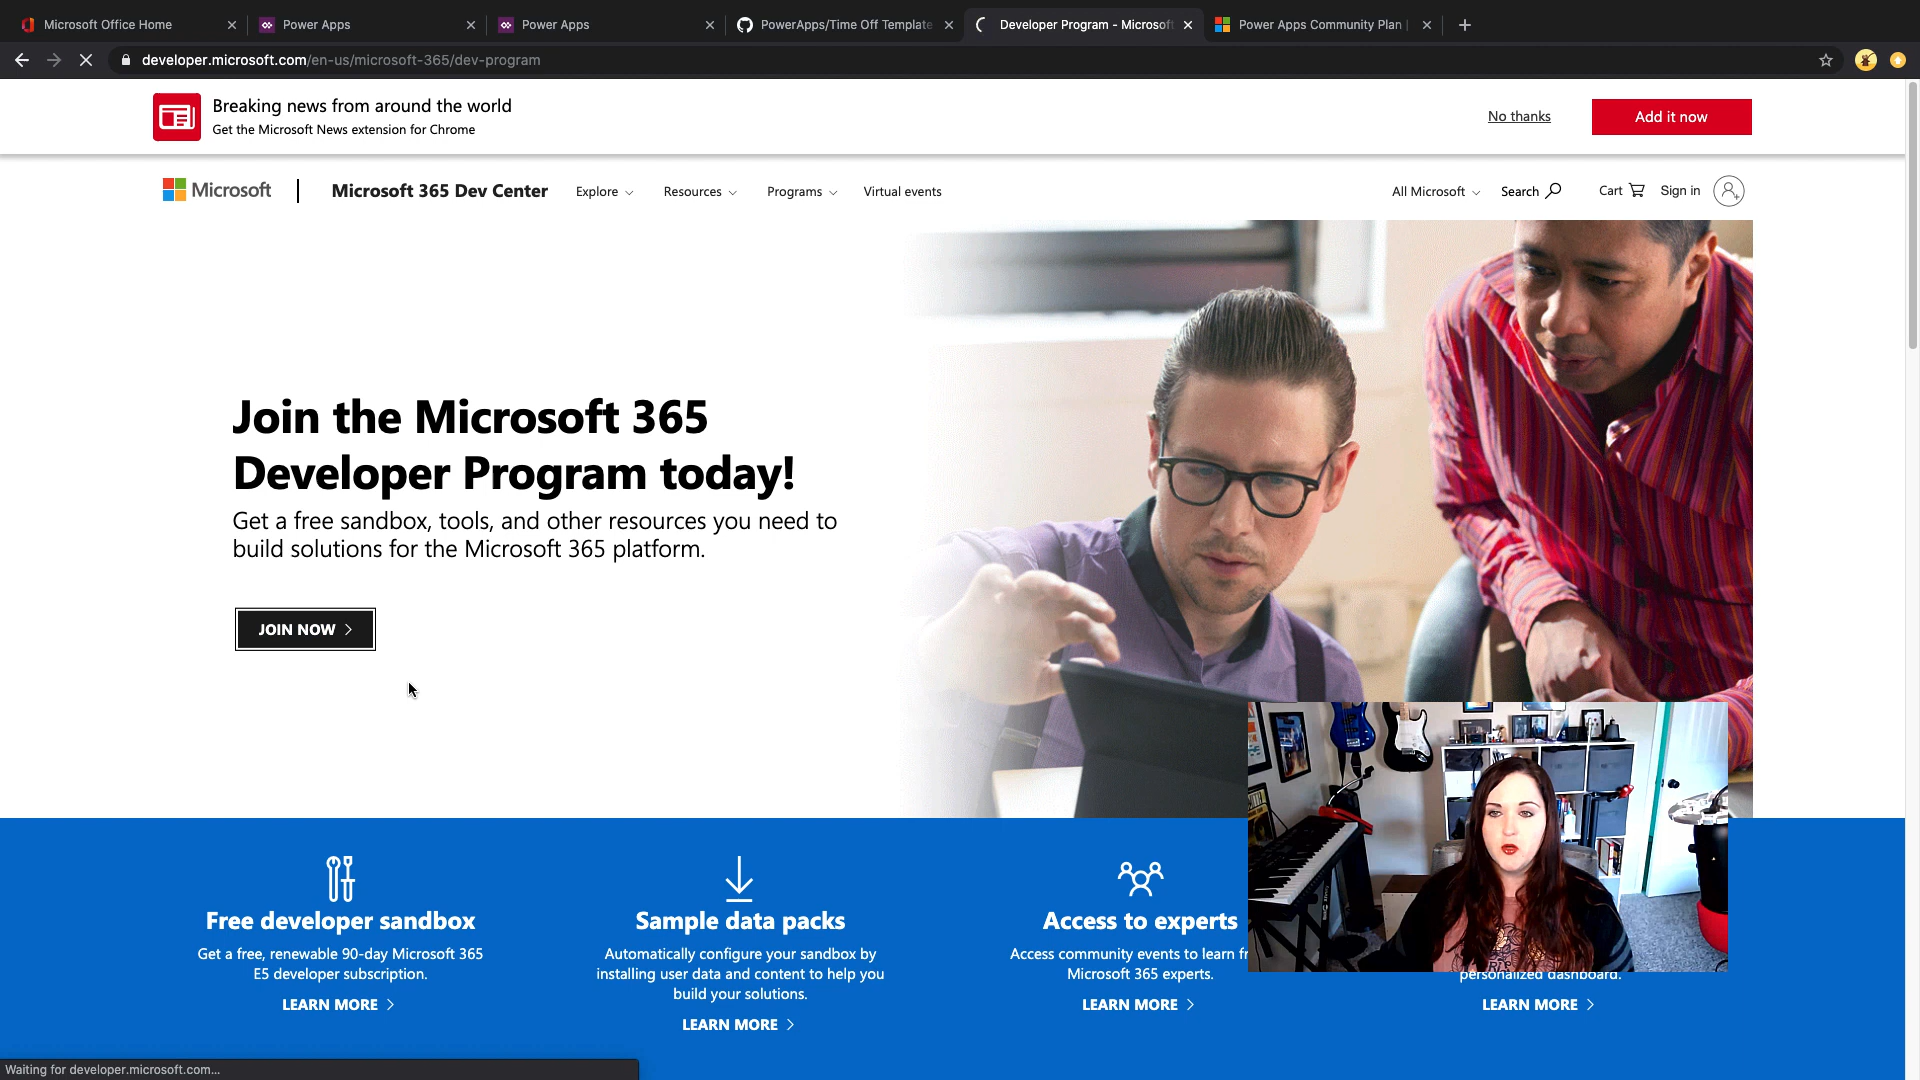 Microsoft Office Home
Power Apps
Power Apps
PowerApps/Time Off Template
Developer Program - Microsoft
Power Apps Community Plan |
developer.microsoft.com/en-us/microsoft-365/dev-program
Breaking news from around the world
Get the Microsoft News extension for Chrome
No thanks
Add it now
Microsoft
Microsoft 365 Dev Center
Explore
Resources
Programs
Virtual events
All Microsoft
Search
Cart
Sign in
Join the Microsoft 365
Developer Program today!
Get a free sandbox, tools, and other resources you need to
build solutions for the Microsoft 365 platform.
JOIN NOW
Free developer sandbox
Get a free, renewable 90-day Microsoft 365
E5 developer subscription.
LEARN MORE
Sample data packs
Automatically configure your sandbox by
installing user data and content to help you
build your solutions.
LEARN MORE
Access to experts
Access community events to learn
Microsoft 365 experts.
LEARN MORE
personalized dashboard.
LEARN MORE
Waiting for developer.microsoft.com...